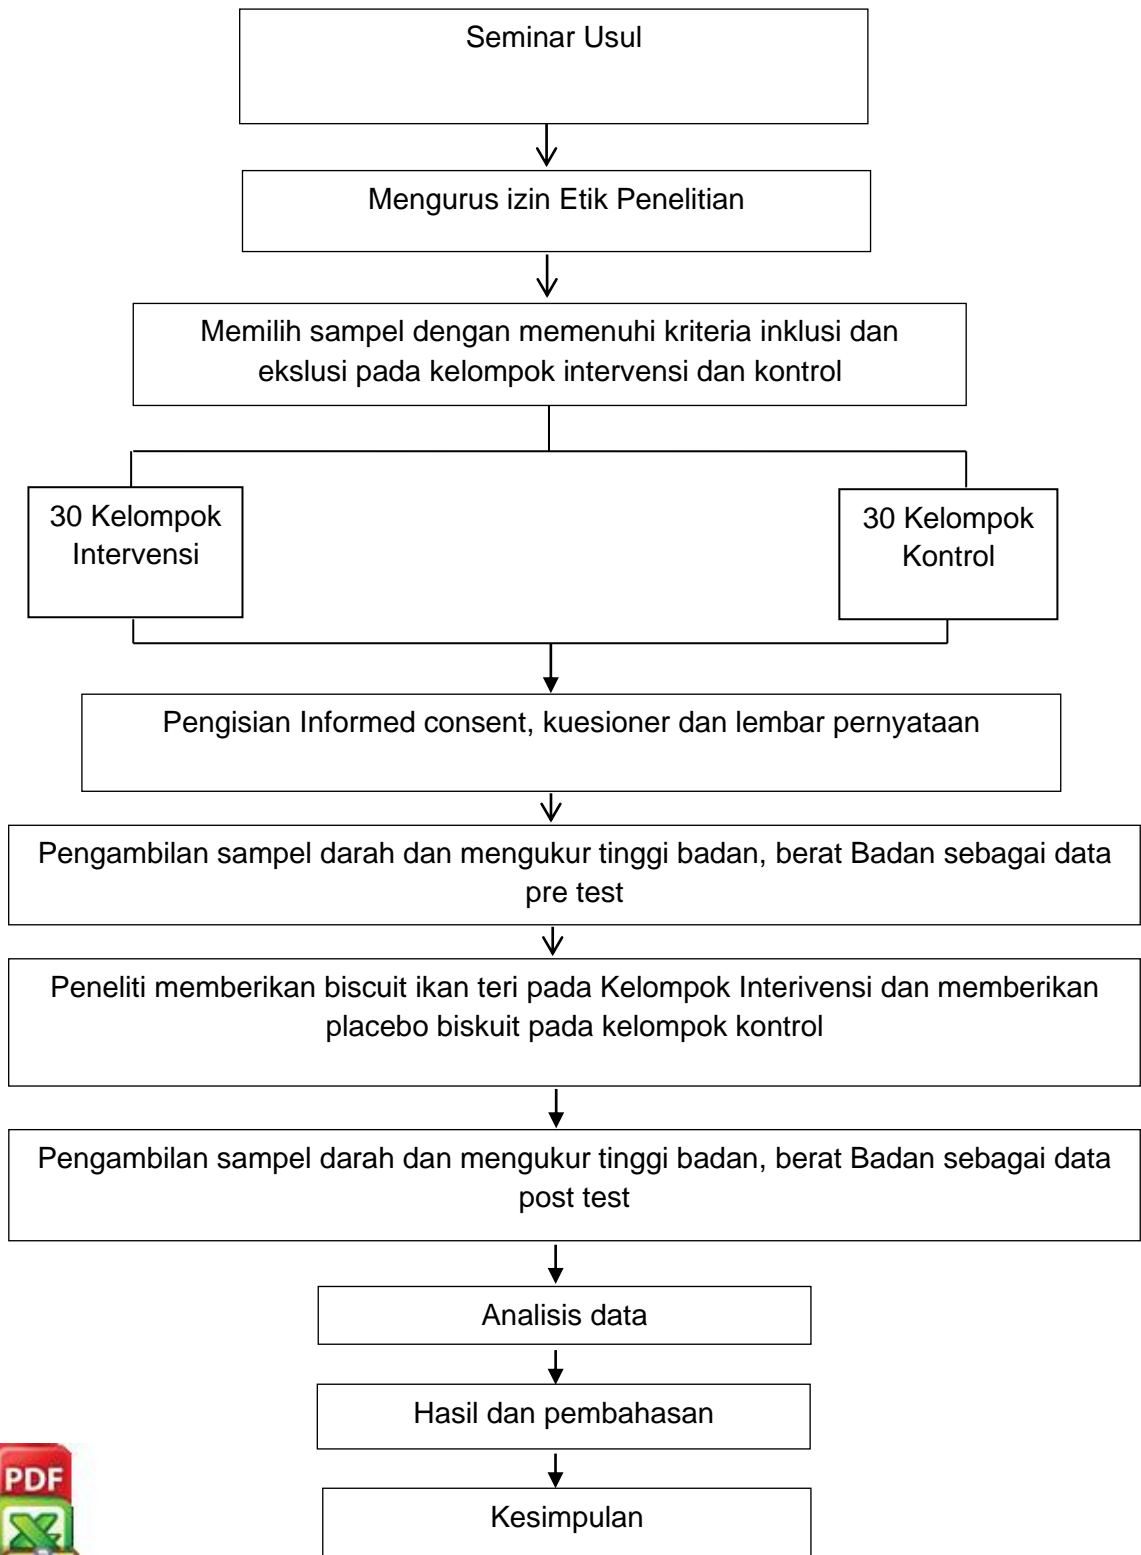 Seminar Usul
Mengurus izin Etik Penelitian
Memilih sampel dengan memenuhi kriteria inklusi dan
ekslusi pada kelompok intervensi dan kontrol
30 Kelompok
Intervensi
30 Kelompok
Kontrol
Pengisian Informed consent, kuesioner dan lembar pernyataan
Pengambilan sampel darah dan mengukur tinggi badan, berat Badan sebagai data
pre test
Peneliti memberikan biscuit ikan teri pada Kelompok Interivensi dan memberikan
placebo biskuit pada kelompok kontrol
Pengambilan sampel darah dan mengukur tinggi badan, berat Badan sebagai data
post test
Analisis data
Hasil dan pembahasan
Kesimpulan
PDF